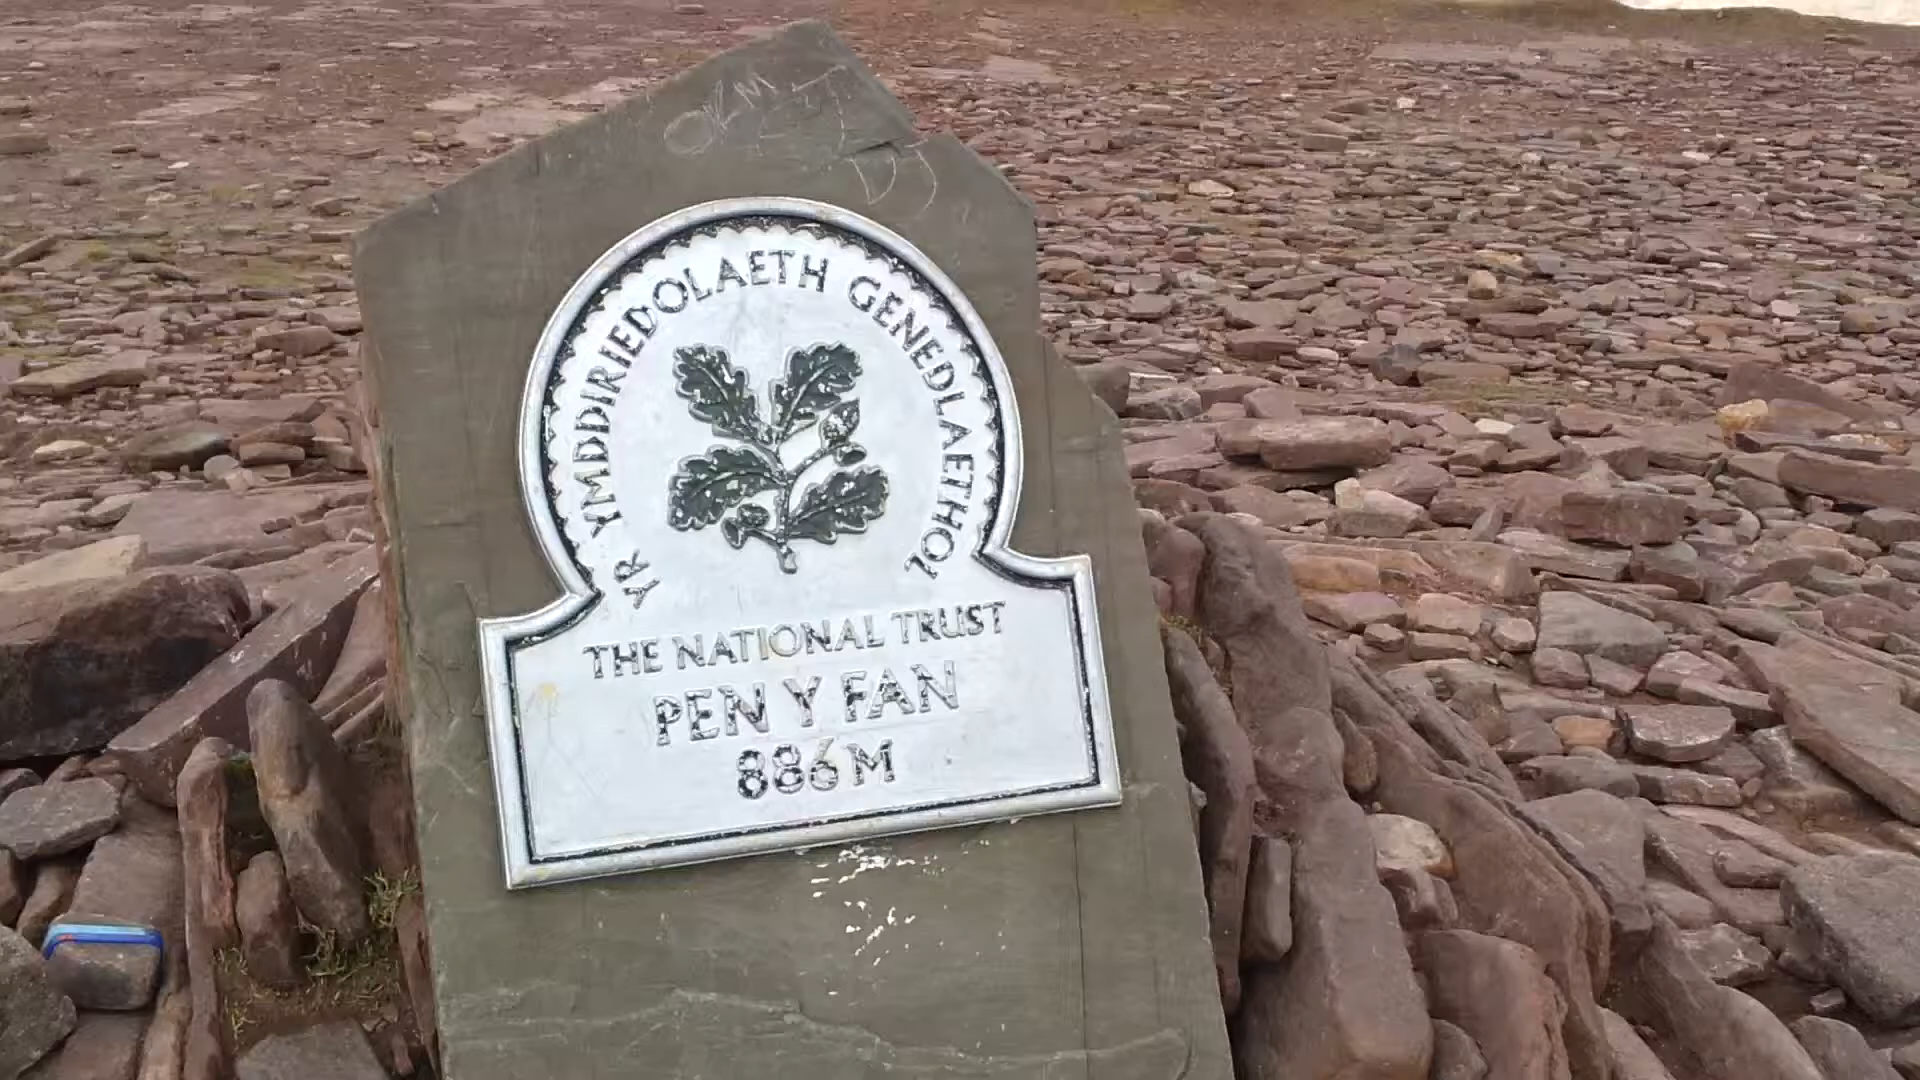 YR YMDDIRIEDOLAETH GENEDLAETHOL
THE NATIONAL TRUST
PEN Y FAN
886 M